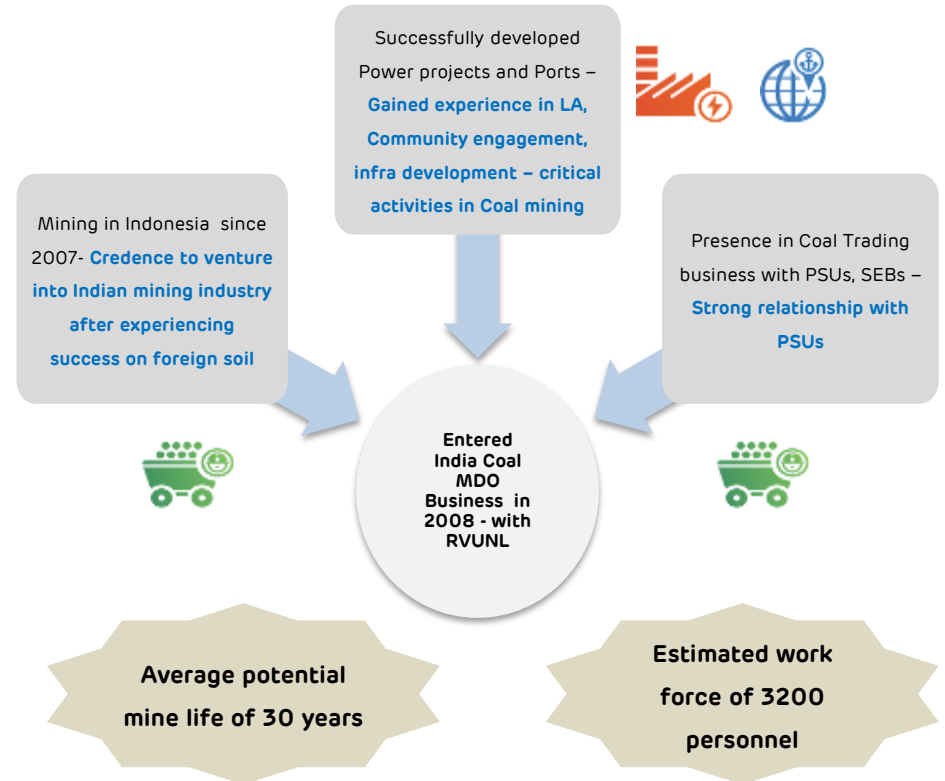 Successfully developed
Power projects and Ports –
Gained experience in LA,
Community engagement,
infra development – critical
activities in Coal mining
Mining in Indonesia since
2007- Credence to venture
into Indian mining industry
after experiencing
success on foreign soil
Presence in Coal Trading
business with PSUs, SEBs –
Strong relationship with
PSUs
Entered
India Coal
MDO
Business in
2008 - with
RVUNL
Average potential
mine life of 30 years
Estimated work
force of 3200
personnel